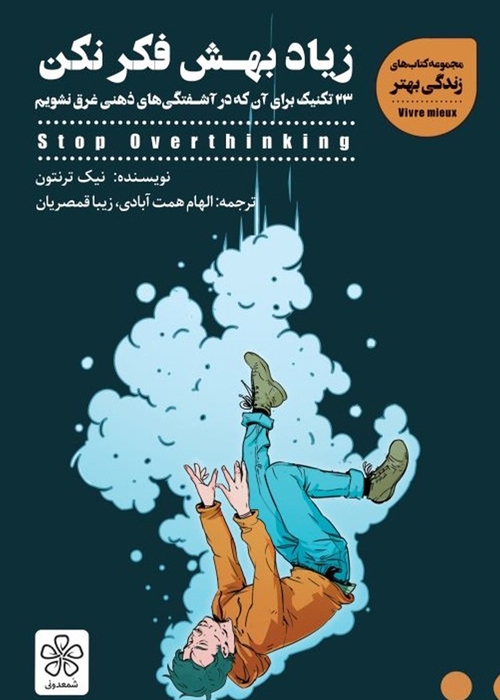 زیاد بهش فکر نکن
۲۳ تکنیک برای آن که در آشفتگی‌های ذهنی غرق نشویم
Stop Overthinking
نویسنده: نیک ترنتون
ترجمه: الهام همت آبادی، زیبا قمصریان
مجموعه کتاب‌های
زندگی بهتر
Vivre mieux
شمعدونی